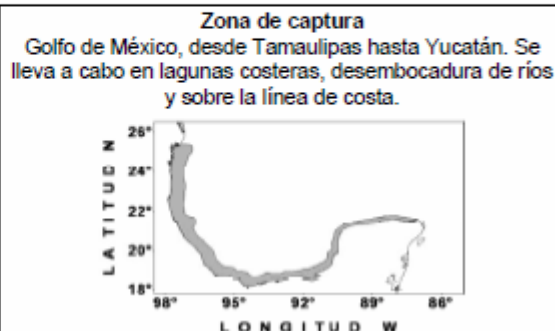 Zona de captura
Golfo de México, desde Tamaulipas hasta Yucatán. Se
lleva a cabo en lagunas costeras, desembocadura de ríos
y sobre la línea de costa.
LATITUD N
26°
24°
22°
20°
18°
98° 95° 92° 89° 86°
LONGITUD W